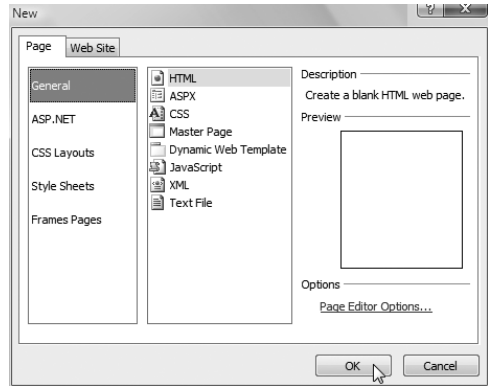 New
Page
Web Site
General
ASP.NET
CSS Layouts
Style Sheets
Frames Pages
HTML
ASPX
CSS
Master Page
Dynamic Web Template
JavaScript
XML
Text File
Description
Create a blank HTML web page.
Preview
Options
Page Editor Options...
OK
Cancel